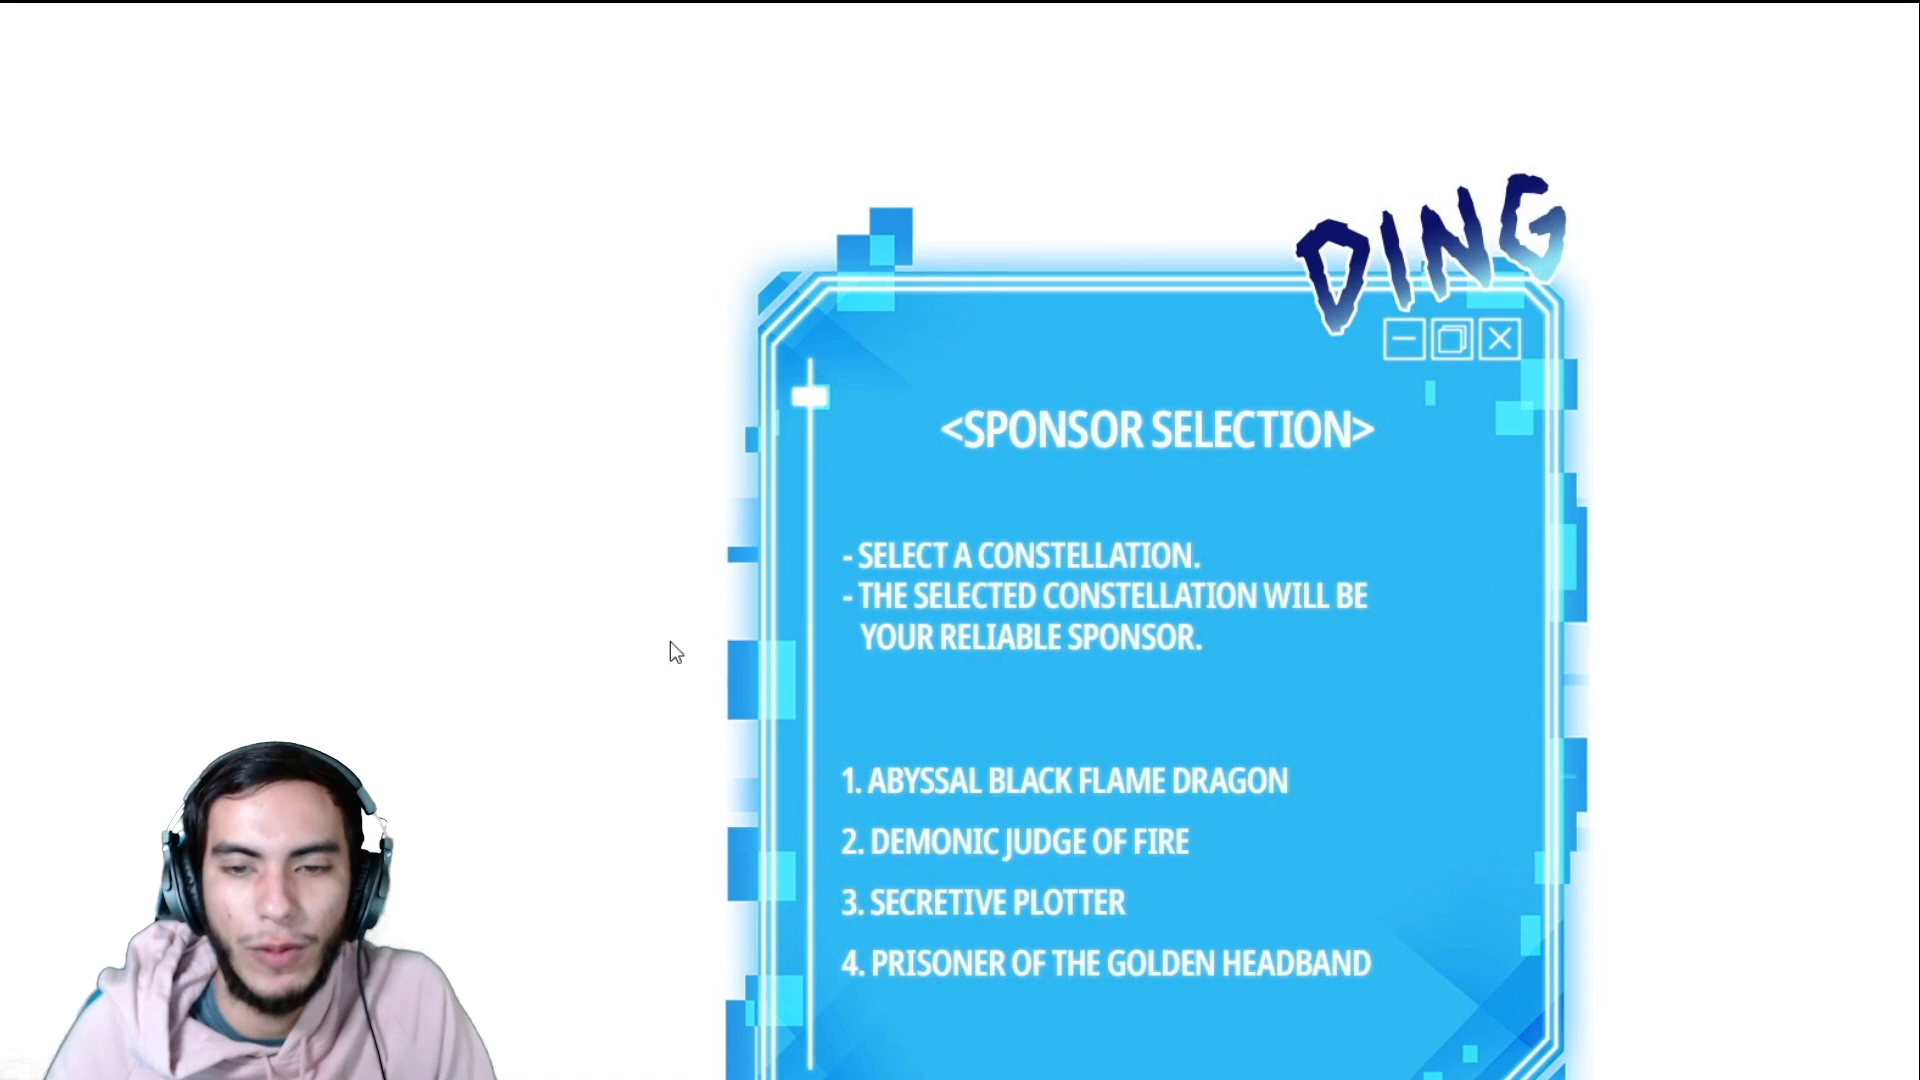 DING
<SPONSOR SELECTION>
- SELECT A CONSTELLATION.
- THE SELECTED CONSTELLATION WILL BE
YOUR RELIABLE SPONSOR.
1. ABYSSAL BLACK FLAME DRAGON
2. DEMONIC JUDGE OF FIRE
3. SECRETIVE PLOTTER
4. PRISONER OF THE GOLDEN HEADBAND